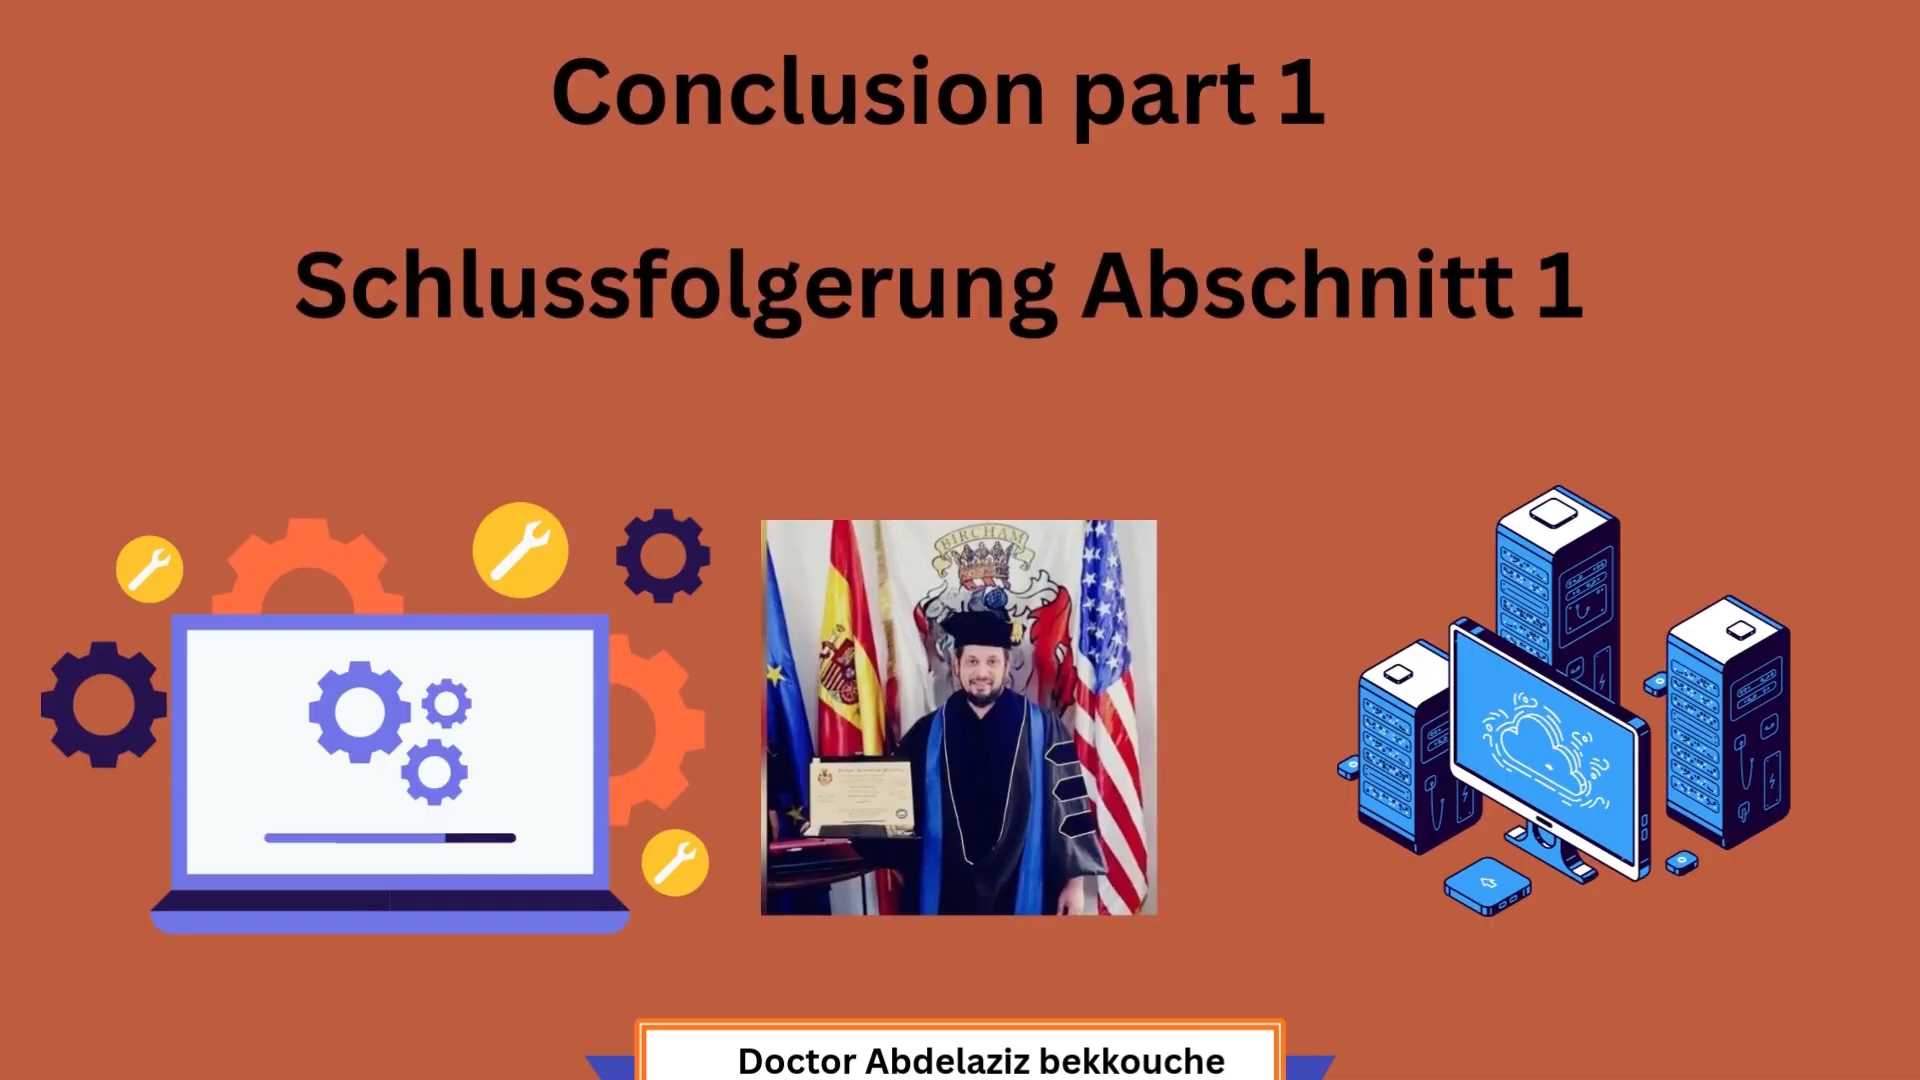 Conclusion part 1
Schlussfolgerung Abschnitt 1
BIRCHAM
Doctor Abdelaziz bekkouche